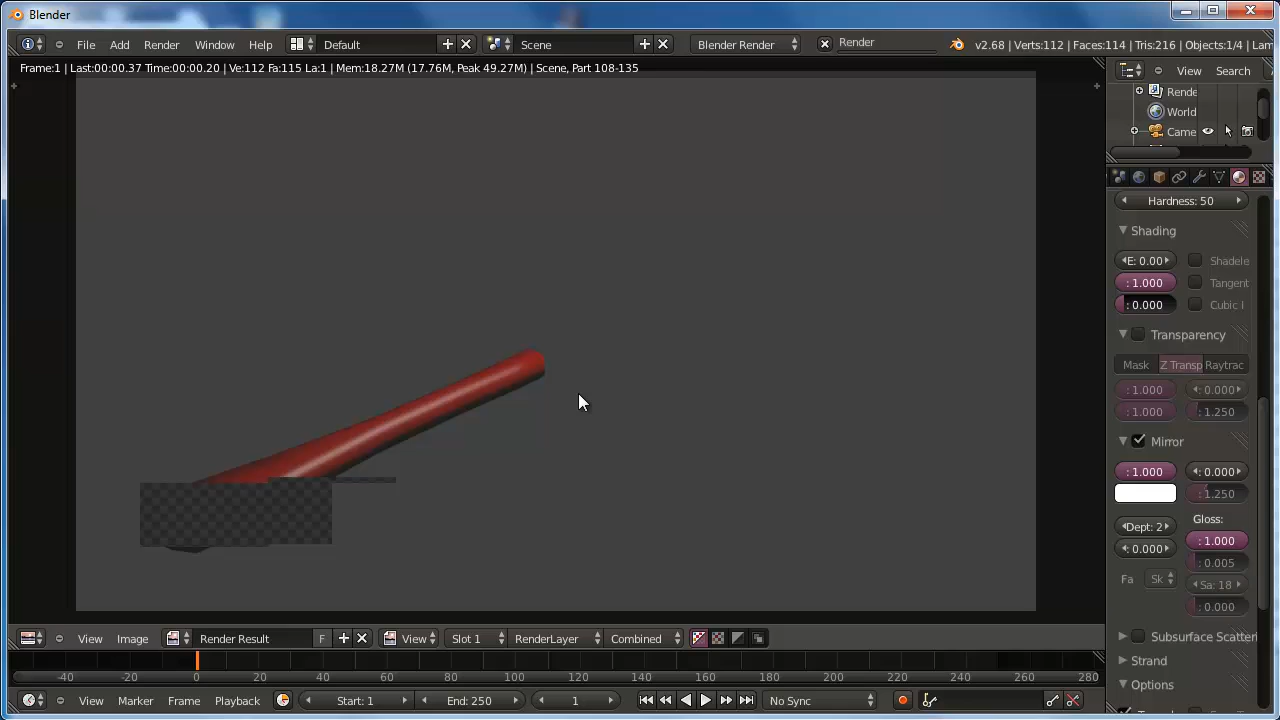 Blender
File Add Render Window Help Default Scene Blender Render Render v2.68 | Verts:112 | Faces:114 | Tris:216 | Objects:1/4 | Lam
Frame:1 | Last:00:00.37 Time:00:00.20 | Ve:112 Fa:115 La:1 | Mem:18.27M (17.76M, Peak 49.27M) | Scene, Part 108-135
View Search
Rende
World
Came
Hardness: 50
Shading
E: 0.00 Shadele
: 1.000 Tangent
: 0.000 Cubic I
Transparency
Mask Z Transp Raytrac
: 1.000 : 0.000
: 1.000 : 1.250
Mirror
: 1.000 : 0.000
: 1.250
Dept: 2 Gloss:
: 0.000 : 1.000
: 0.005
Fa Sk Sa: 18
: 0.000
Subsurface Scatteri
Strand
Options
View Image Render Result F View Slot 1 RenderLayer Combined
-40 -20 0 20 40 60 80 100 120 140 160 180 200 220 240 260 280
View Marker Frame Playback Start: 1 End: 250 1 No Sync